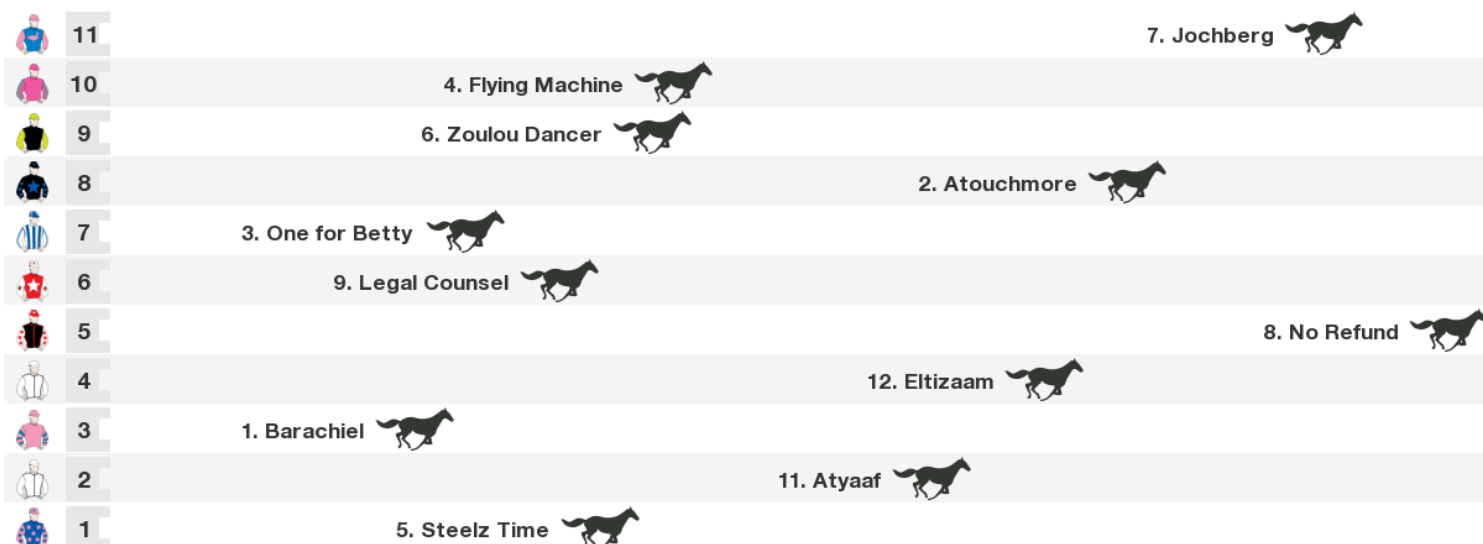 11 7. Jochberg
10 4. Flying Machine
9 6. Zoulou Dancer
8 2. Atouchmore
7 3. One for Betty
6 9. Legal Counsel
5 8. No Refund
4 12. Eltizaam
3 1. Barachiel
2 11. Atyaaf
1 5. Steelz Time